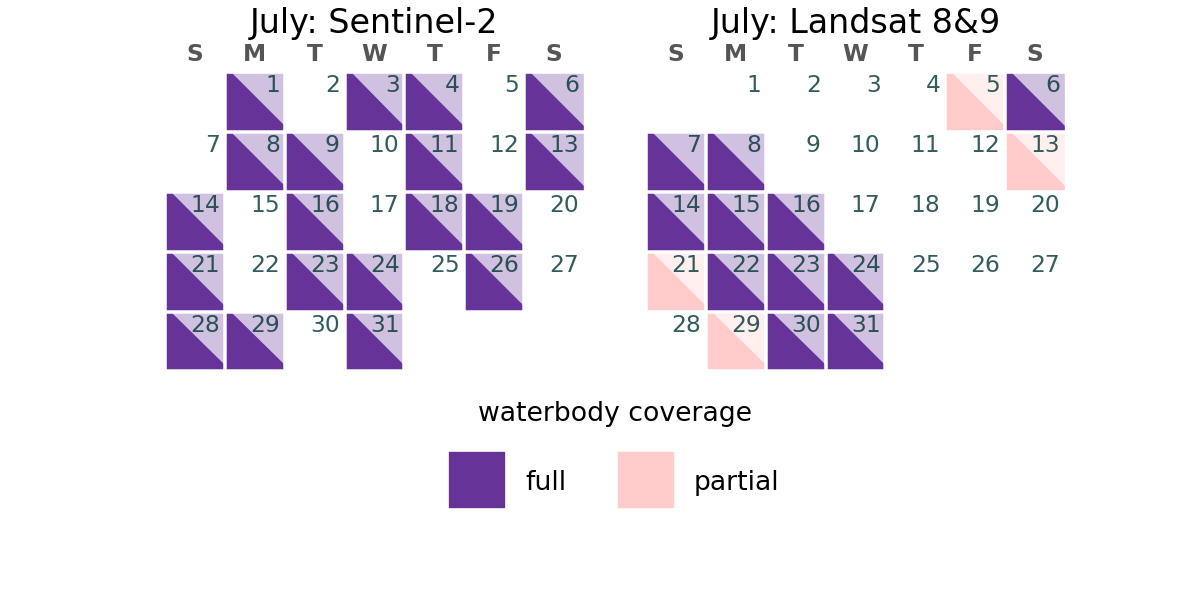 July: Sentinel-2
S M T W T F S
1 2 3 4 5 6
7 8 9 10 11 12 13
14 15 16 17 18 19 20
21 22 23 24 25 26 27
28 29 30 31
July: Landsat 8&9
S M T W T F S
1 2 3 4 5 6
7 8 9 10 11 12 13
14 15 16 17 18 19 20
21 22 23 24 25 26 27
28 29 30 31
waterbody coverage
full partial